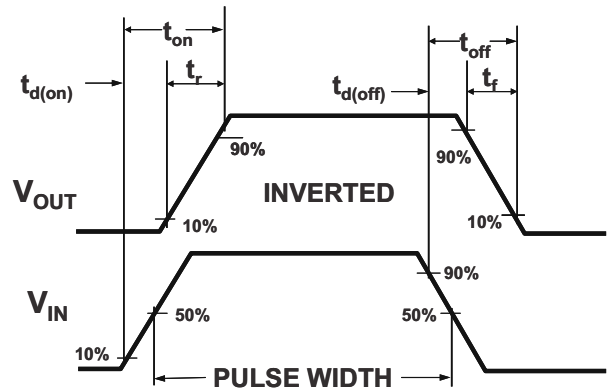 t_on t_off
t_d(on) t_r t_d(off) t_f
90% 90%
V_OUT INVERTED
10% 10%
90%
V_IN 50% 50%
10%
PULSE WIDTH